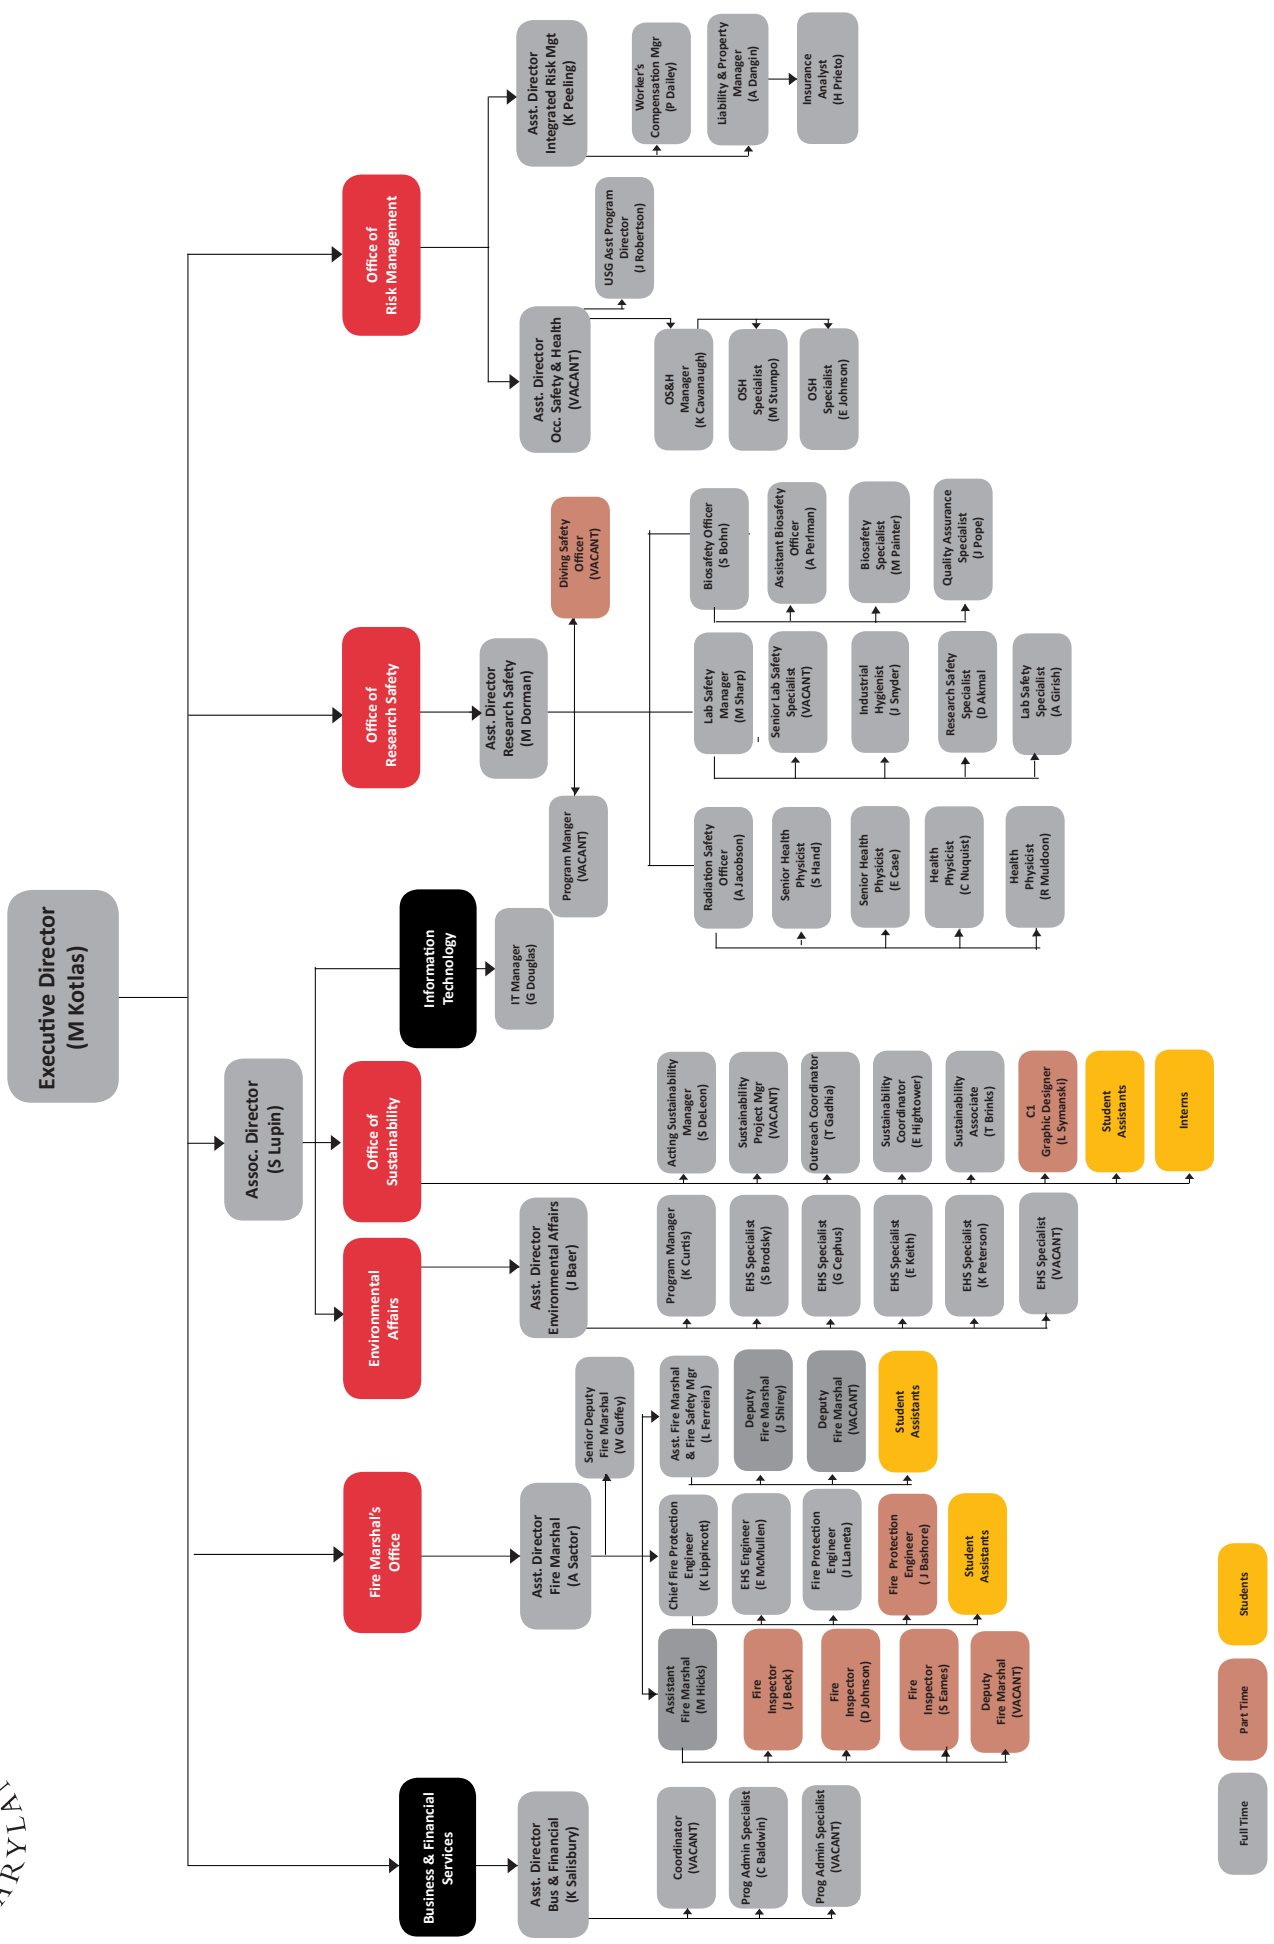 Executive Director
(M Kotlas)
Assoc. Director
(S Lupin)
Business & Financial
Services
Asst. Director
Bus & Financial
(K Salisbury)
Coordinator
(VACANT)
Prog Admin Specialist
(C Baldwin)
Prog Admin Specialist
(VACANT)
Fire Marshal's
Office
Asst. Director
Fire Marshal
(A Sactor)
Senior Deputy
Fire Marshal
(W Guffey)
Assistant
Fire Marshal
(M Hicks)
Fire
Inspector
(J Beck)
Fire
Inspector
(D Johnson)
Fire
Inspector
(S Eames)
Deputy
Fire Marshal
(VACANT)
Chief Fire Protection
Engineer
(K Lippincott)
EHS Engineer
(E McMullen)
Fire Protection
Engineer
(J LLaneta)
Fire Protection
Engineer
( J Bashore)
Student
Assistants
Asst. Fire Marshal
& Fire Safety Mgr
(L Ferreira)
Deputy
Fire Marshal
(J Shirey)
Deputy
Fire Marshal
(VACANT)
Student
Assistants
Environmental
Affairs
Asst. Director
Environmental Affairs
(J Baer)
Program Manager
(K Curtis)
EHS Specialist
(S Brodsky)
EHS Specialist
(G Cephus)
EHS Specialist
(E Keith)
EHS Specialist
(K Peterson)
EHS Specialist
(VACANT)
Office of
Sustainability
Acting Sustainability
Manager
(S DeLeon)
Sustainability
Project Mgr
(VACANT)
Outreach Coordinator
(T Gadhia)
Sustainability
Coordinator
(E Hightower)
Sustainability
Associate
(T Brinks)
C1
Graphic Designer
(L Symanski)
Student
Assistants
Interns
Information
Technology
IT Manager
(G Douglas)
Office of
Research Safety
Asst. Director
Research Safety
(M Dorman)
Program Manger
(VACANT)
Diving Safety
Officer
(VACANT)
Radiation Safety
Officer
(A Jacobson)
Senior Health
Physicist
(S Hand)
Senior Health
Physicist
(E Case)
Health
Physicist
(C Nuquist)
Health
Physicist
(R Muldoon)
Lab Safety
Manager
(M Sharp)
Senior Lab Safety
Specialist
(VACANT)
Industrial
Hygienist
(J Snyder)
Research Safety
Specialist
(D Akmal
Lab Safety
Specialist
(A Girish)
Biosafety Officer
(S Bohn)
Assistant Biosafety
Officer
(A Perlman)
Biosafety
Specialist
(M Painter)
Quality Assurance
Specialist
(J Pope)
Office of
Risk Management
Asst. Director
Occ. Safety & Health
(VACANT)
USG Asst Program
Director
(J Robertson)
OS&H
Manager
(K Cavanaugh)
OSH
Specialist
(M Stumpo)
OSH
Specialist
(E Johnson)
Asst. Director
Integrated Risk Mgt
(K Peeling)
Worker's
Compensation Mgr
(P Dailey)
Liability & Property
Manager
(A Dangin)
Insurance
Analyst
(H Prieto)
Full Time
Part Time
Students